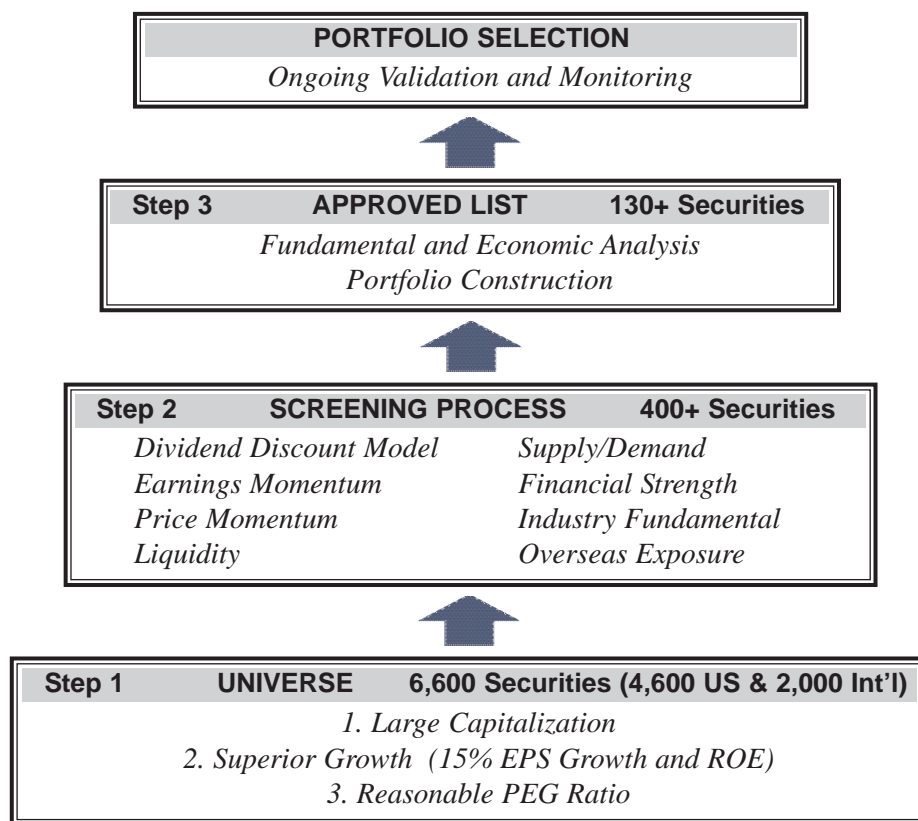 PORTFOLIO SELECTION
Ongoing Validation and Monitoring
Step 3 APPROVED LIST 130+ Securities
Fundamental and Economic Analysis
Portfolio Construction
Step 2 SCREENING PROCESS 400+ Securities
Dividend Discount Model Supply/Demand
Earnings Momentum Financial Strength
Price Momentum Industry Fundamental
Liquidity Overseas Exposure
Step 1 UNIVERSE 6,600 Securities (4,600 US & 2,000 Int'l)
1. Large Capitalization
2. Superior Growth (15% EPS Growth and ROE)
3. Reasonable PEG Ratio